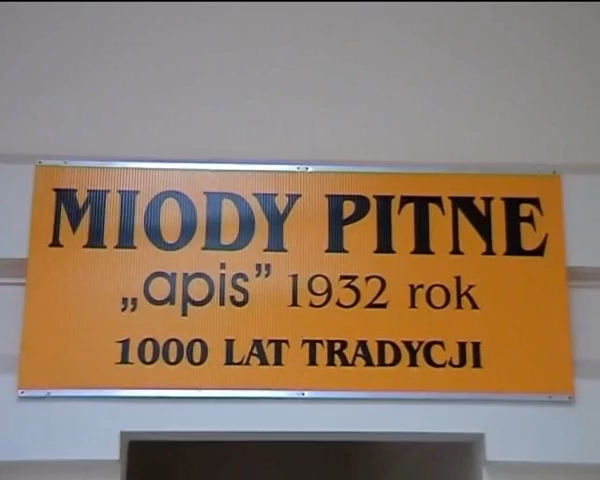 MIODY PITNE
„apis” 1932 rok
1000 LAT TRADYCJI